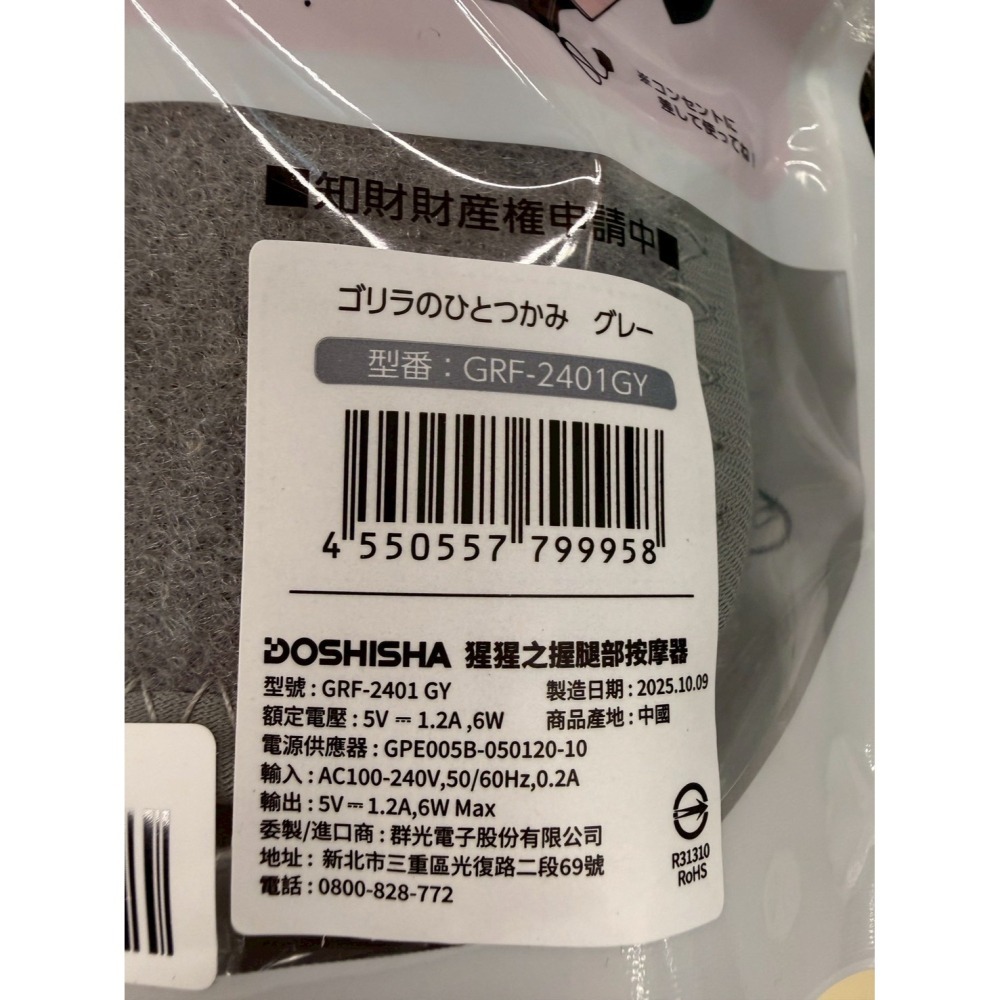 ※コンセントに
差して使ってね！
■知財財産権申請中■
ゴリラのひとつかみ　グレー
型番：GRF-2401GY
4 550557 799958
DOSHISHA 猩猩之握腿部按摩器
型號：GRF-2401 GY 製造日期：2025.10.09
額定電壓：5V⎓1.2A ,6W 商品產地：中國
電源供應器：GPE005B-050120-10
輸入：AC100-240V,50/60Hz,0.2A
輸出：5V⎓1.2A,6W Max
委製/進口商：群光電子股份有限公司
地址：新北市三重區光復路二段69號
電話：0800-828-772
R31310
RoHS